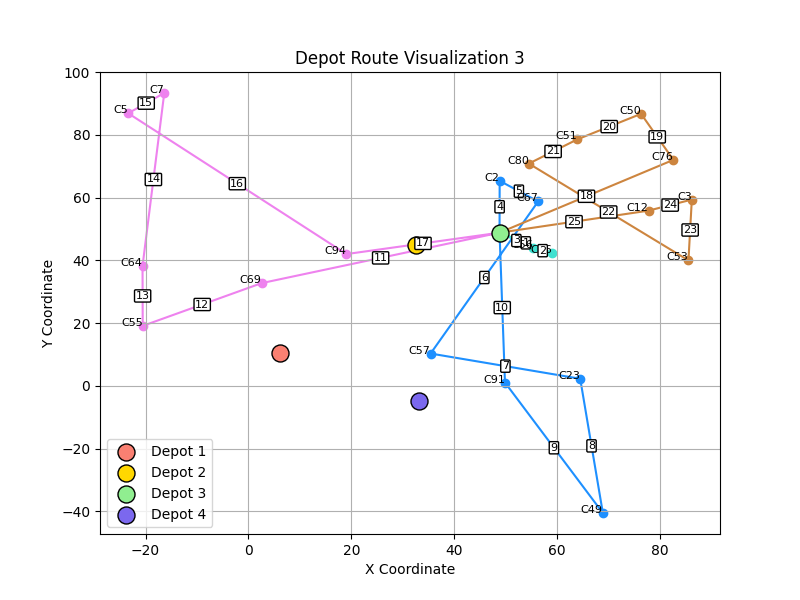 Depot Route Visualization 3
100
80
60
40
20
0
−20
−40
Y Coordinate
−20
0
20
40
60
80
X Coordinate
C7
C5
15
14
16
C64
13
C55
12
C69
C94
11
17
C50
20
C51
19
21
C80
C76
18
C2
5
C67
4
C3
24
C12
22
25
23
C53
2
6
10
C57
7
C91
C23
9
8
C49
Depot 1
Depot 2
Depot 3
Depot 4